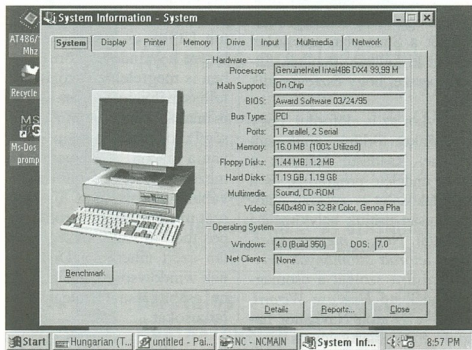 System Information - System
AT486/
Mhz
Recycle
MS
Ms-Dos
promp
System Display Printer Memory Drive Input Multimedia Network
Hardware
Processor: GenuineIntel Intel486 DX4 99,99 M
Math Support: On Chip
BIOS: Award Software 03/24/95
Bus Type: PCI
Ports: 1 Parallel, 2 Serial
Memory: 16.0 MB (100% Utilized)
Floppy Disks: 1.44 MB, 1.2 MB
Hard Disks: 1.19 GB, 1.19 GB
Multimedia: Sound, CD-ROM
Video: 640x480 in 32-Bit Color, Genoa Pha
Operating System
Windows: 4.0 (Build 950) DOS: 7.0
Net Clients: None
Benchmark
Details Reports... Close
Start Hungarian (T... untitled - Pai... NC - NCMAIN System Inf... 8:57 PM